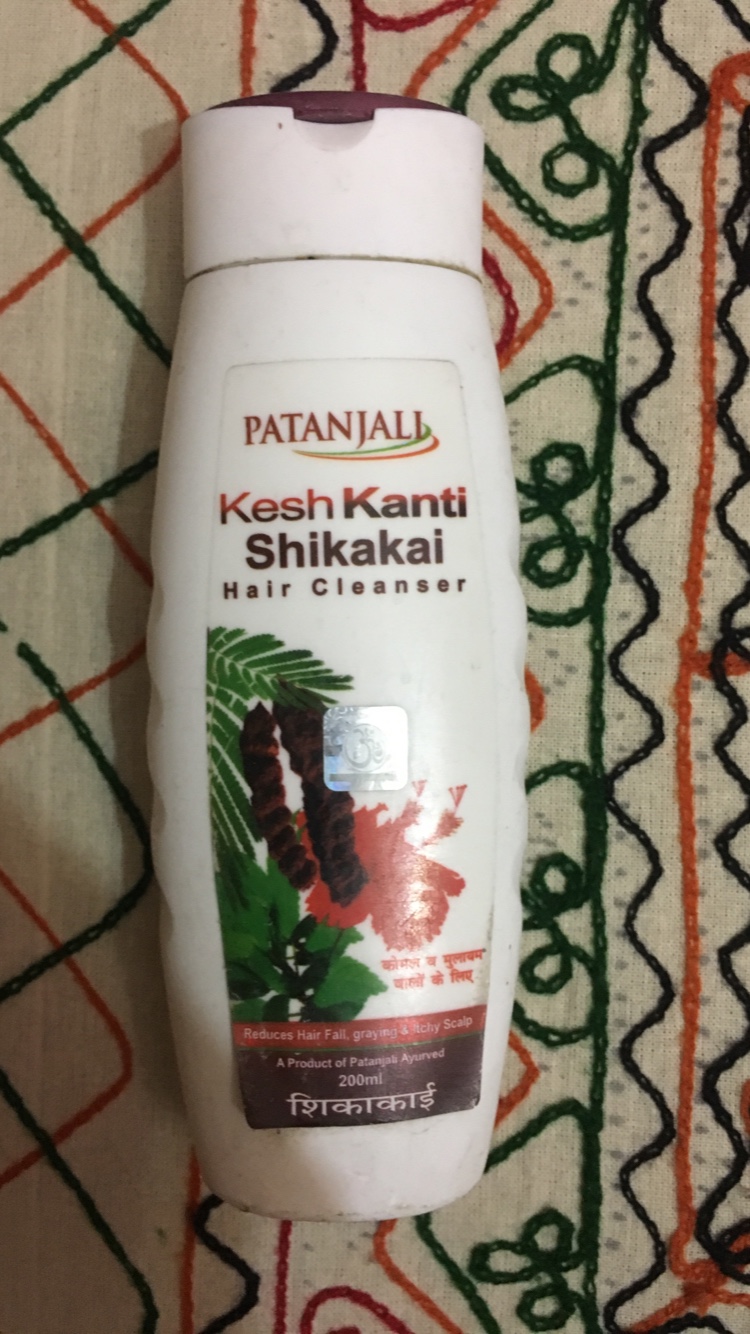 PATANJALI
Kesh Kanti
Shikakai
Hair Cleanser
कोमल व मुलायम
बालों के लिए
Reduces Hair Fall, graying & Itchy Scalp
A Product of Patanjali Ayurved
200ml
शिकाकाई